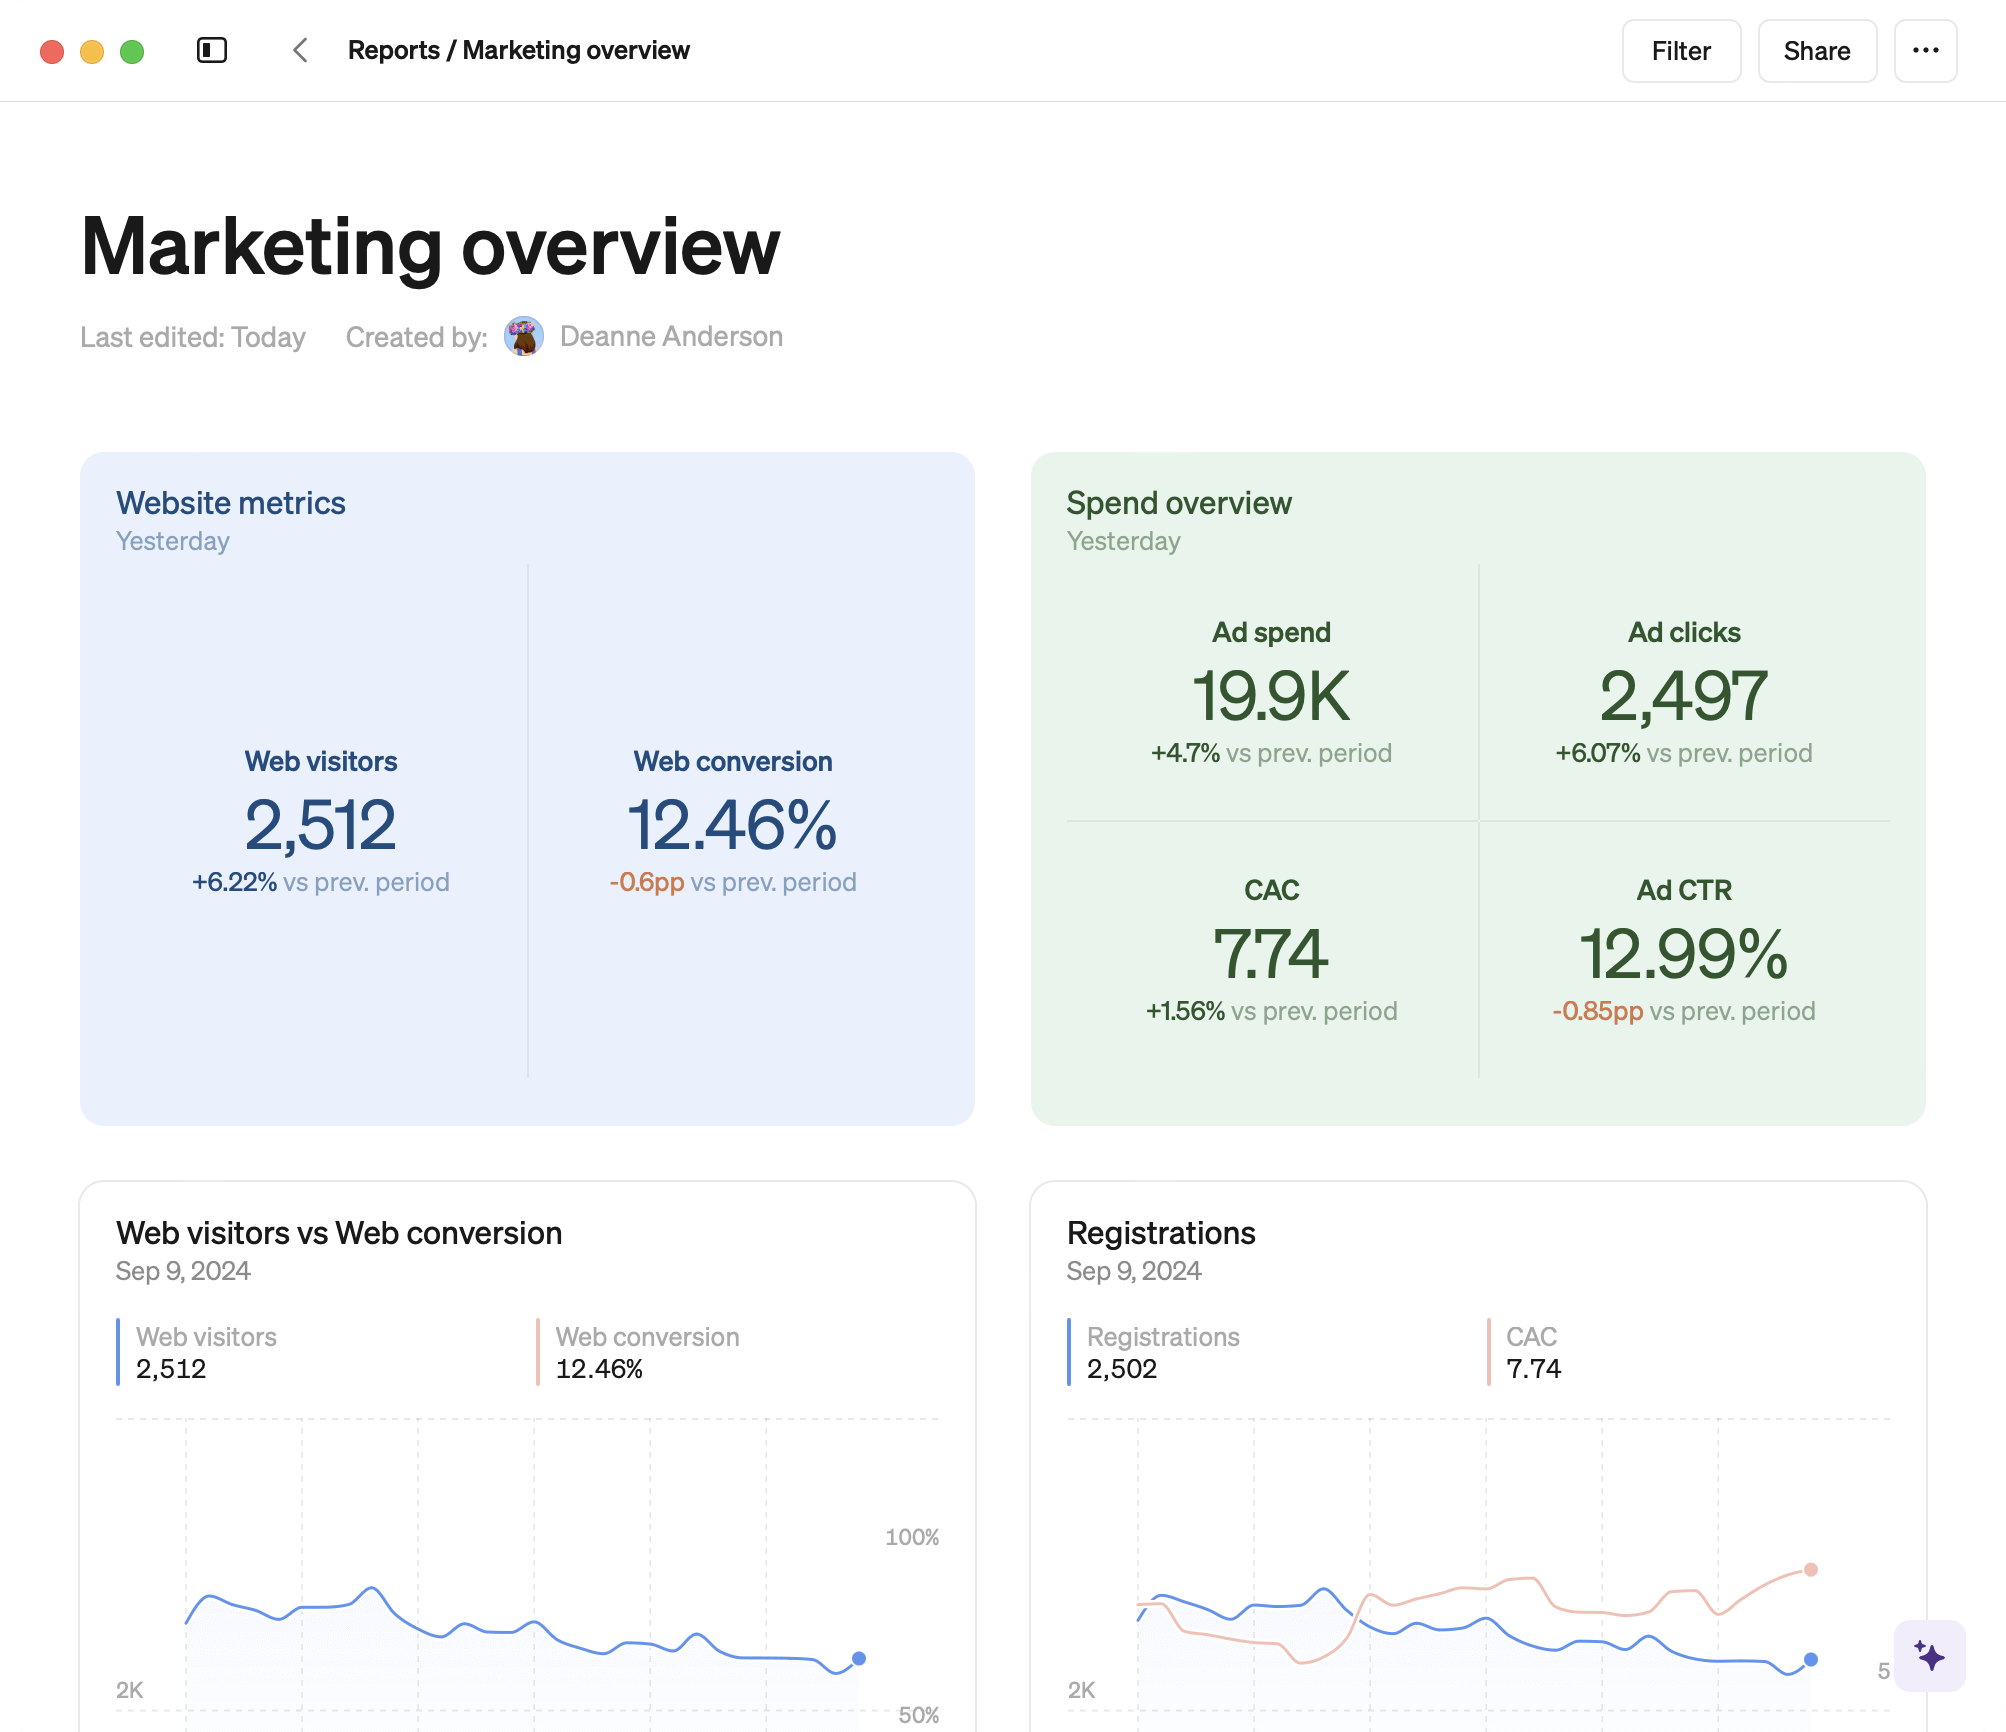 Reports / Marketing overview
Filter
Share
Marketing overview
Last edited: Today
Created by:
Deanne Anderson
Website metrics
Yesterday
Web visitors
2,512
+6.22% vs prev. period
Web conversion
12.46%
-0.6pp vs prev. period
Spend overview
Yesterday
Ad spend
19.9K
+4.7% vs prev. period
Ad clicks
2,497
+6.07% vs prev. period
CAC
7.74
+1.56% vs prev. period
Ad CTR
12.99%
-0.85pp vs prev. period
Web visitors vs Web conversion
Sep 9, 2024
Web visitors
2,512
Web conversion
12.46%
100%
2K
50%
Registrations
Sep 9, 2024
Registrations
2,502
CAC
7.74
5
2K